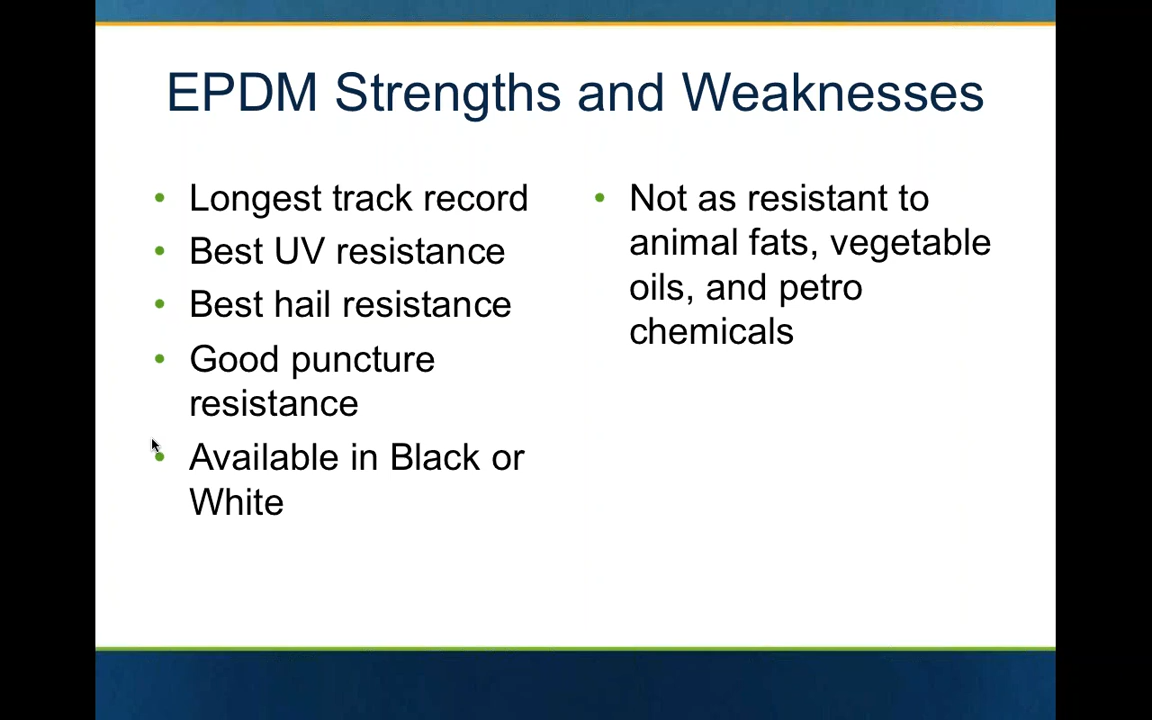 EPDM Strengths and Weaknesses
• Longest track record
• Best UV resistance
• Best hail resistance
• Good puncture
resistance
• Available in Black or
White
• Not as resistant to
animal fats, vegetable
oils, and petro
chemicals